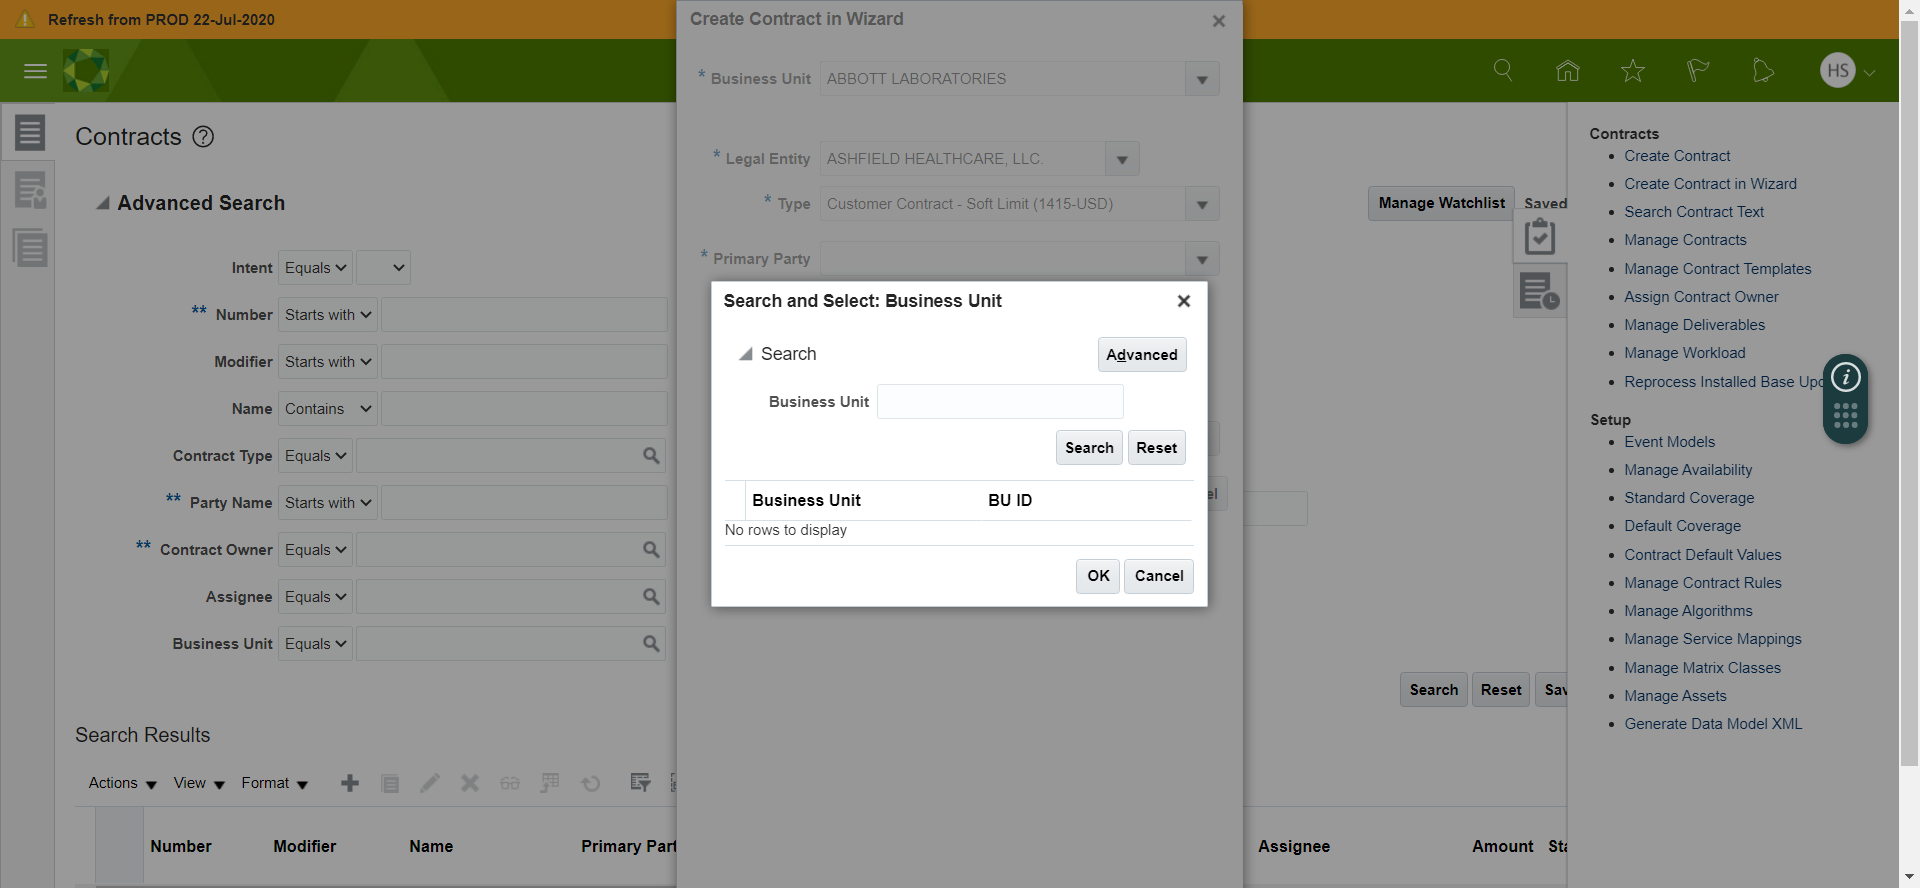 Refresh from PROD 22-Jul-2020
HS
Contracts
Advanced Search
Intent Equals
** Number Starts with
Modifier Starts with
Name Contains
Contract Type Equals
** Party Name Starts with
** Contract Owner Equals
Assignee Equals
Business Unit Equals
Manage Watchlist Saved
Search Reset Sav
Search Results
Actions View Format
Number Modifier Name Primary Part Assignee Amount Sta
Create Contract in Wizard
* Business Unit ABBOTT LABORATORIES
* Legal Entity ASHFIELD HEALTHCARE, LLC.
* Type Customer Contract - Soft Limit (1415-USD)
* Primary Party
el
Search and Select: Business Unit
Search Advanced
Business Unit
Search Reset
Business Unit BU ID
No rows to display
OK Cancel
Contracts
Create Contract
Create Contract in Wizard
Search Contract Text
Manage Contracts
Manage Contract Templates
Assign Contract Owner
Manage Deliverables
Manage Workload
Reprocess Installed Base Upd
Setup
Event Models
Manage Availability
Standard Coverage
Default Coverage
Contract Default Values
Manage Contract Rules
Manage Algorithms
Manage Service Mappings
Manage Matrix Classes
Manage Assets
Generate Data Model XML